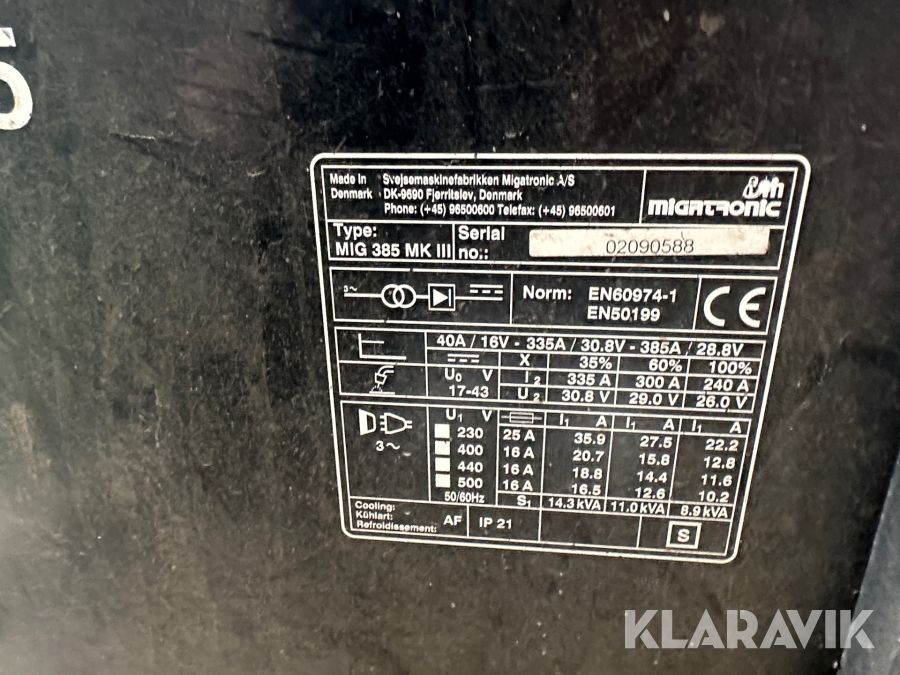 5
Made in Svejsemaskinefabrikken Migatronic A/S
Denmark DK-9690 Fjerritslev, Denmark
Phone: (+45) 96500600 Telefax: (+45) 96500601
MIGATRONIC
Type: Serial
MIG 385 MK III no.: 02090588
3~ Norm: EN60974-1
EN50199
CE
40A / 16V - 335A / 30.8V - 385A / 28.8V
X 35% 60% 100%
U0 V I2 335 A 300 A 240 A
17-43 U2 30.8 V 29.0 V 26.0 V
U1 V I1 A I1 A I1 A
3~ 230 25 A 35.9 27.5 22.2
400 16 A 20.7 15.8 12.8
440 16 A 18.8 14.4 11.6
500 16 A 16.5 12.6 10.2
50/60Hz S1 14.3 kVA 11.0 kVA 8.9 kVA
Cooling:
Kühlart: AF IP 21 S
Refroidissement:
KLARAVIK